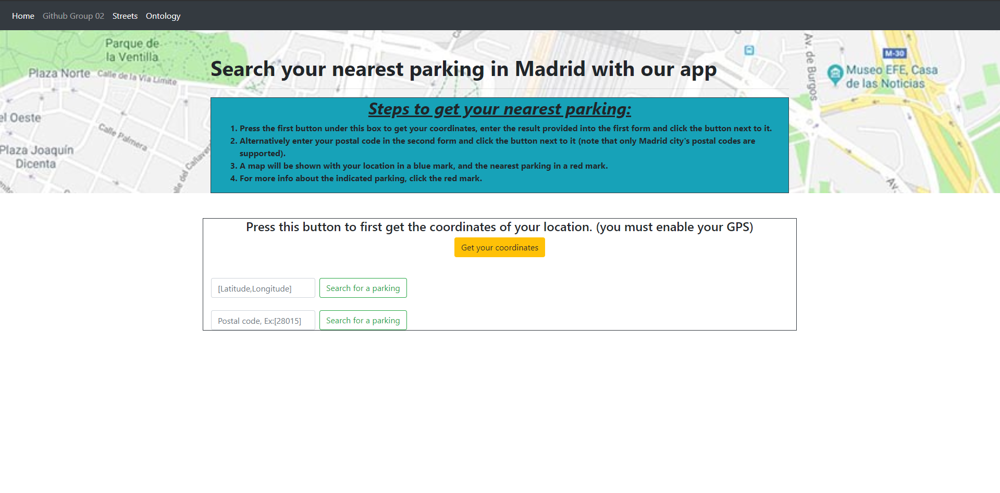 Home Github Group 02 Streets Ontology
Parque de
la Ventilla
Plaza Norte
Calle de la Vía Límite
el Oeste
Calle Palmera
Plaza Joaquín
Dicenta
Av. de Burgos
M-30
Museo EFE, Casa
de las Noticias
Av.
Search your nearest parking in Madrid with our app
Steps to get your nearest parking:
1. Press the first button under this box to get your coordinates, enter the result provided into the first form and click the button next to it.
2. Alternatively enter your postal code in the second form and click the button next to it (note that only Madrid city's postal codes are
supported).
3. A map will be shown with your location in a blue mark, and the nearest parking in a red mark.
4. For more info about the indicated parking, click the red mark.
Press this button to first get the coordinates of your location. (you must enable your GPS)
Get your coordinates
[Latitude,Longitude] Search for a parking
Postal code, Ex:[28015] Search for a parking